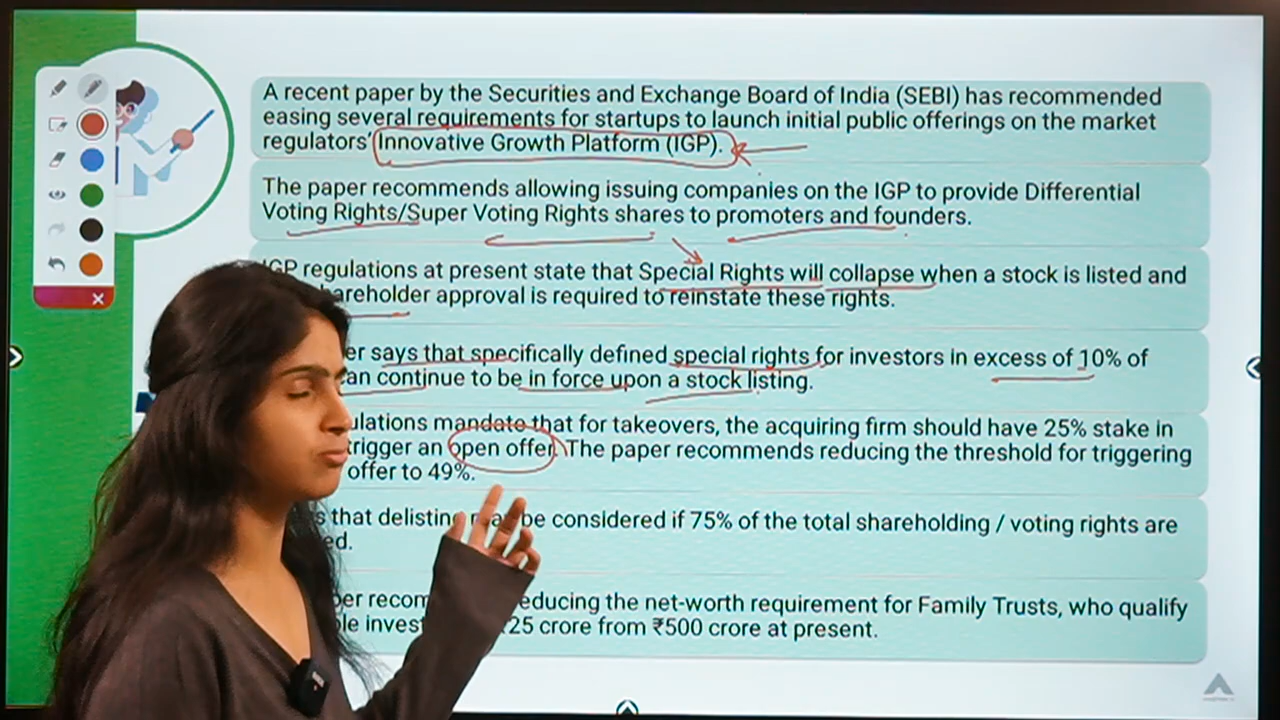 A recent paper by the Securities and Exchange Board of India (SEBI) has recommended
easing several requirements for startups to launch initial public offerings on the market
regulators' Innovative Growth Platform (IGP).
The paper recommends allowing issuing companies on the IGP to provide Differential
Voting Rights/Super Voting Rights shares to promoters and founders.
IGP regulations at present state that Special Rights will collapse when a stock is listed and
approval is required to reinstate these rights.
says that specifically defined special rights for investors in excess of 10% of
continue to be in force upon a stock listing.
mandate that for takeovers, the acquiring firm should have 25% stake in
an open offer. The paper recommends reducing the threshold for triggering
offer to 49%.
that delisting may be considered if 75% of the total shareholding / voting rights are
reducing the net-worth requirement for Family Trusts, who qualify
crore from ₹500 crore at present.